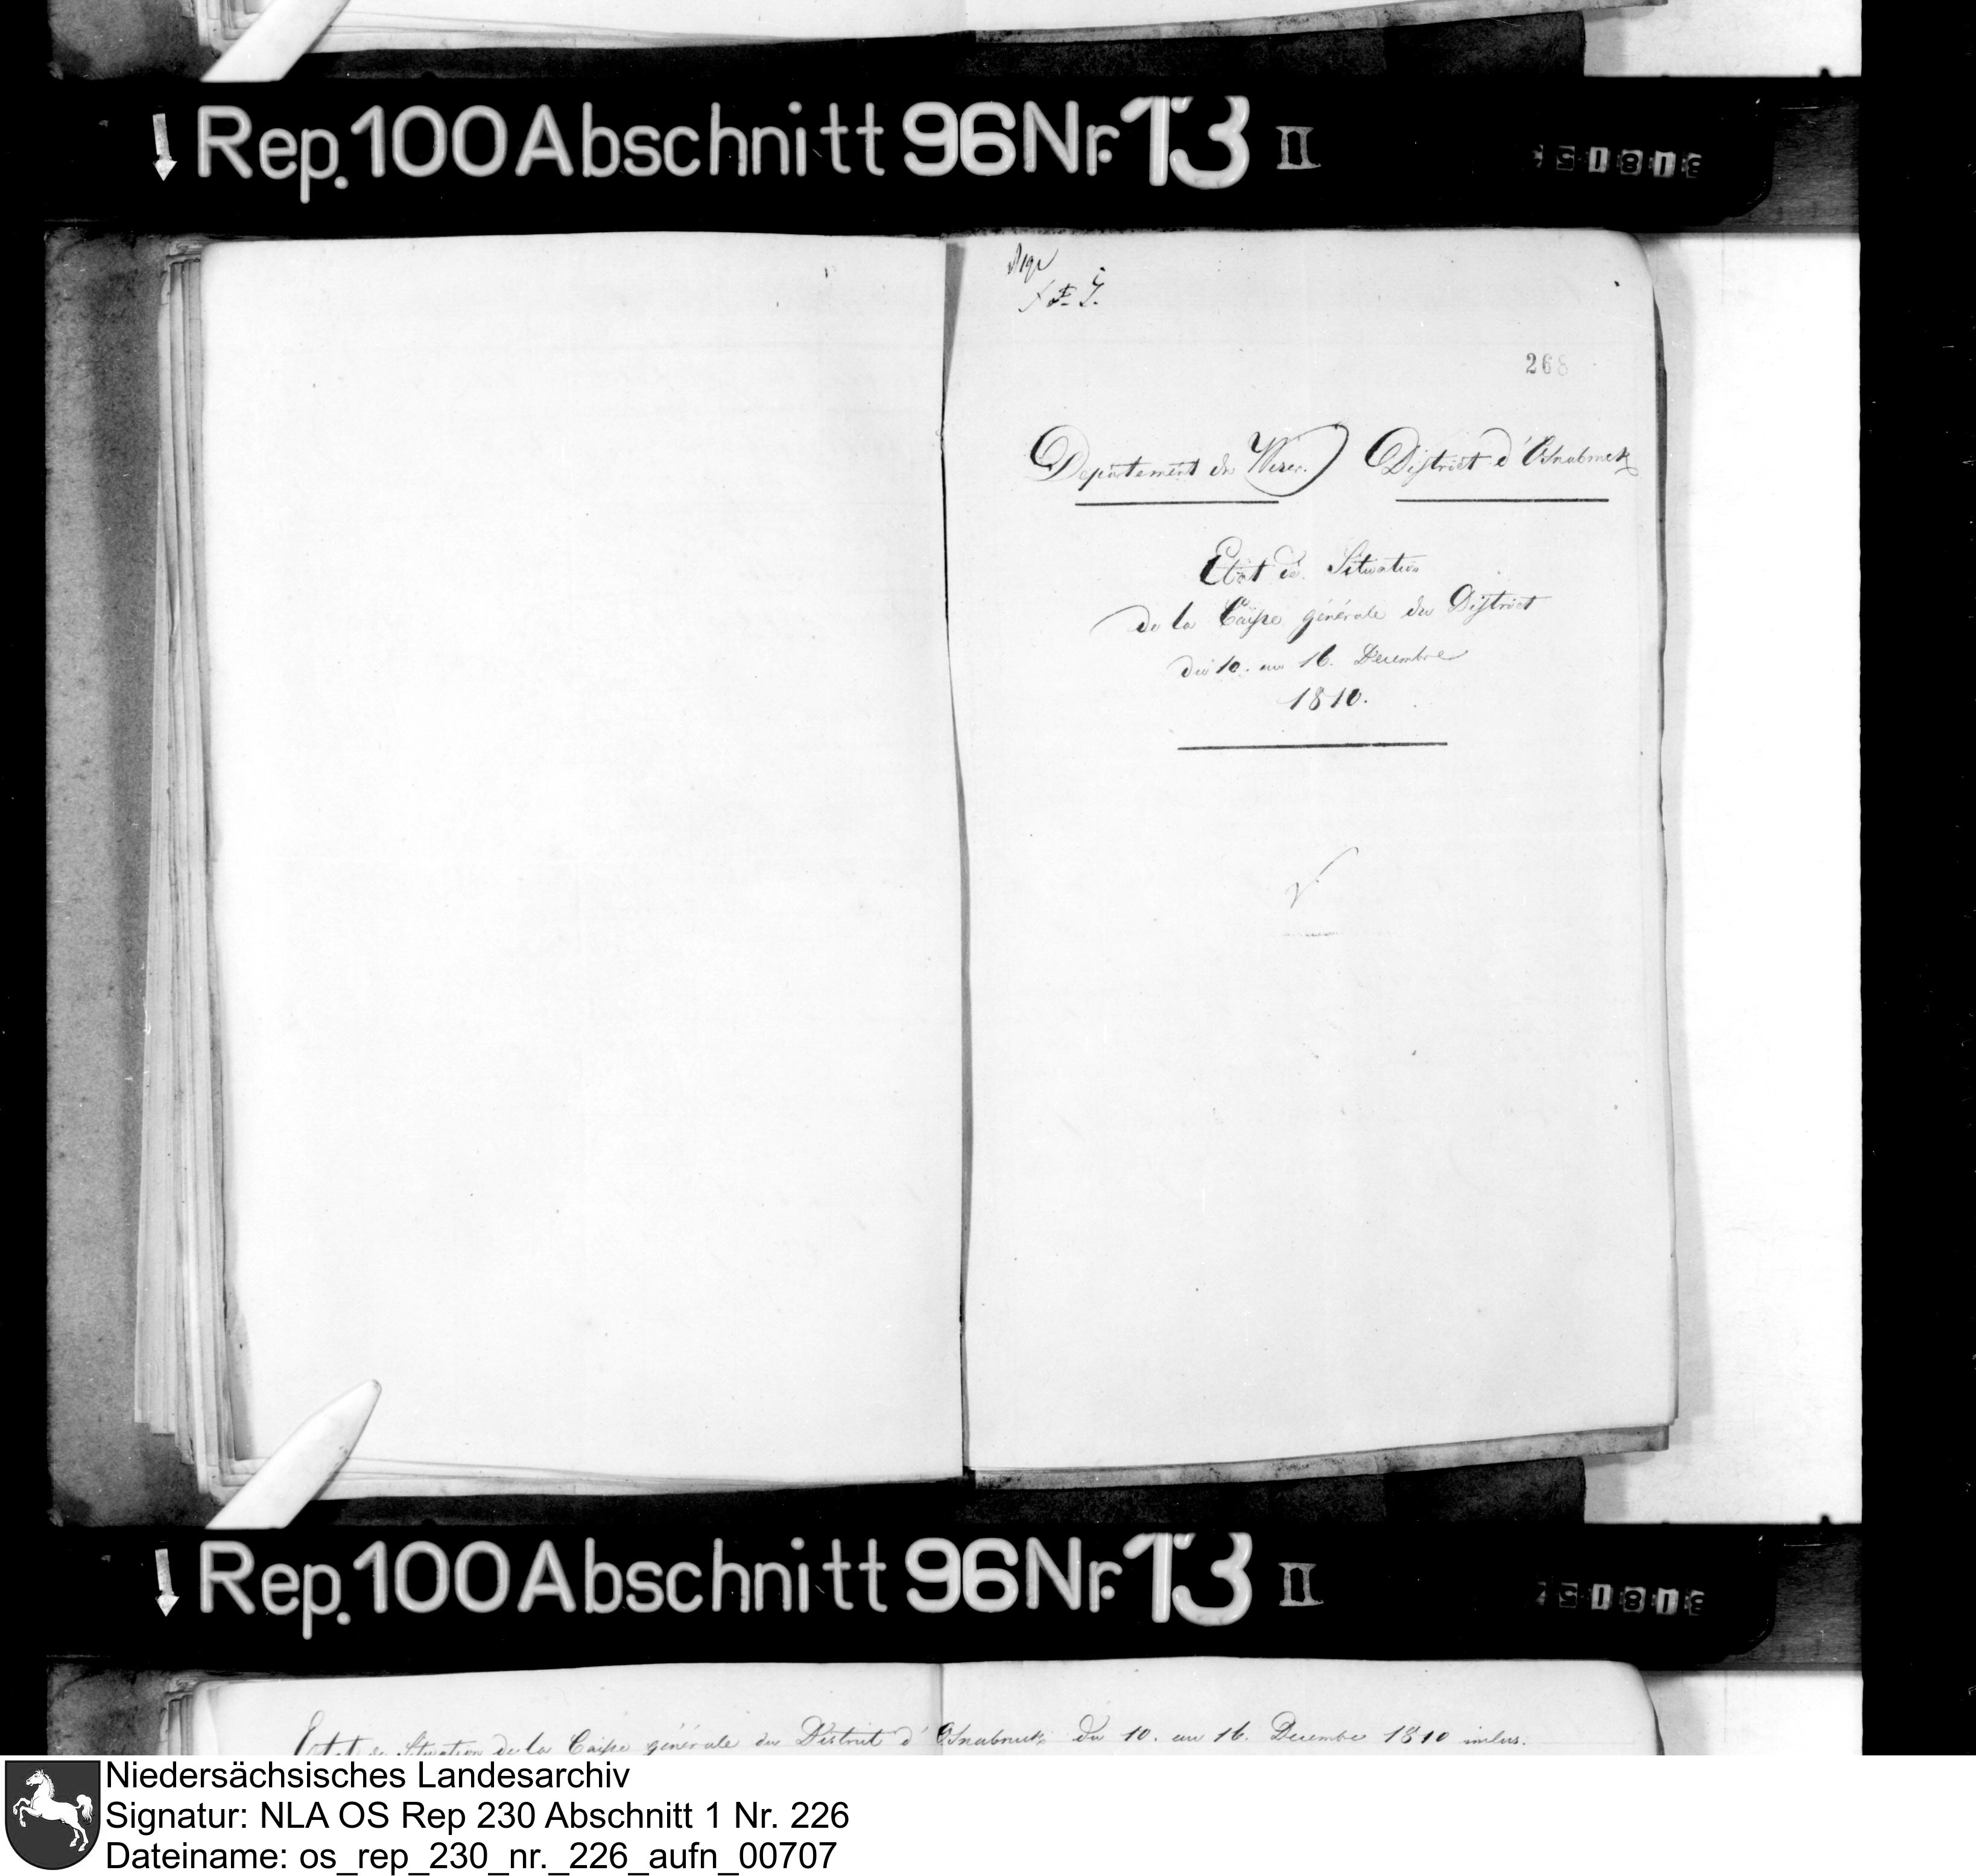 Rep. 100 Abschnitt 96 Nr. 13 II
268
Departement du Weser. District d'Osnabruck
Etat de Situation
de la Caisse générale du District
du 10. au 16. Decembre
1810.
Rep. 100 Abschnitt 96 Nr. 13 II
Etat de Situation de la Caisse générale du District d'Osnabruck du 10. au 16. Decembre 1810 inclus.
Niedersächsisches Landesarchiv
Signatur: NLA OS Rep 230 Abschnitt 1 Nr. 226
Dateiname: os_rep_230_nr._226_aufn_00707